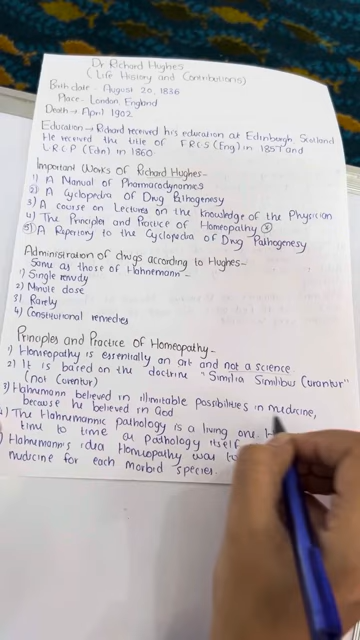 Dr Richard Hughes
(Life History and Contributions)
Birth date - August 20, 1836
Place - London, England
Death → April 1902
Education → Richard received his education at Edinborgh Scotland
He received the title of FRCS (Eng) in 1857 and
LRCP (Edn) in 1860
Important Works of Richard Hughes-
1) A Manual of Pharmacodynomics
2) A Cyclopedia of Drug Pathogenesy
3) A course on Lectures on the Knowledge of the Physician
4) The Principles and Practice of Homeopathy
5) A Repertory to the Cyclopedia of Drug Pathogenesy
Administration of drugs according to Hughes-
Same as those of Hahnemann -
1) Single remedy
2) Minute dose
3) Rarely
4) Constitutional remedies
Principles and Practice of Homeopathy-
1) Homeopathy is essentially an art and not a science
2) It is based on the doctrine "Similia Similibus Curantur"
(not Curentur)
3) Hahnemann believed in illimitable possibilities in medicine,
because he believed in God
4) The Hahnemannic pathology is a living one.
time to time as pathology itself
) Hahnemann's idea Homeopathy was to
medicine for each morbid species.